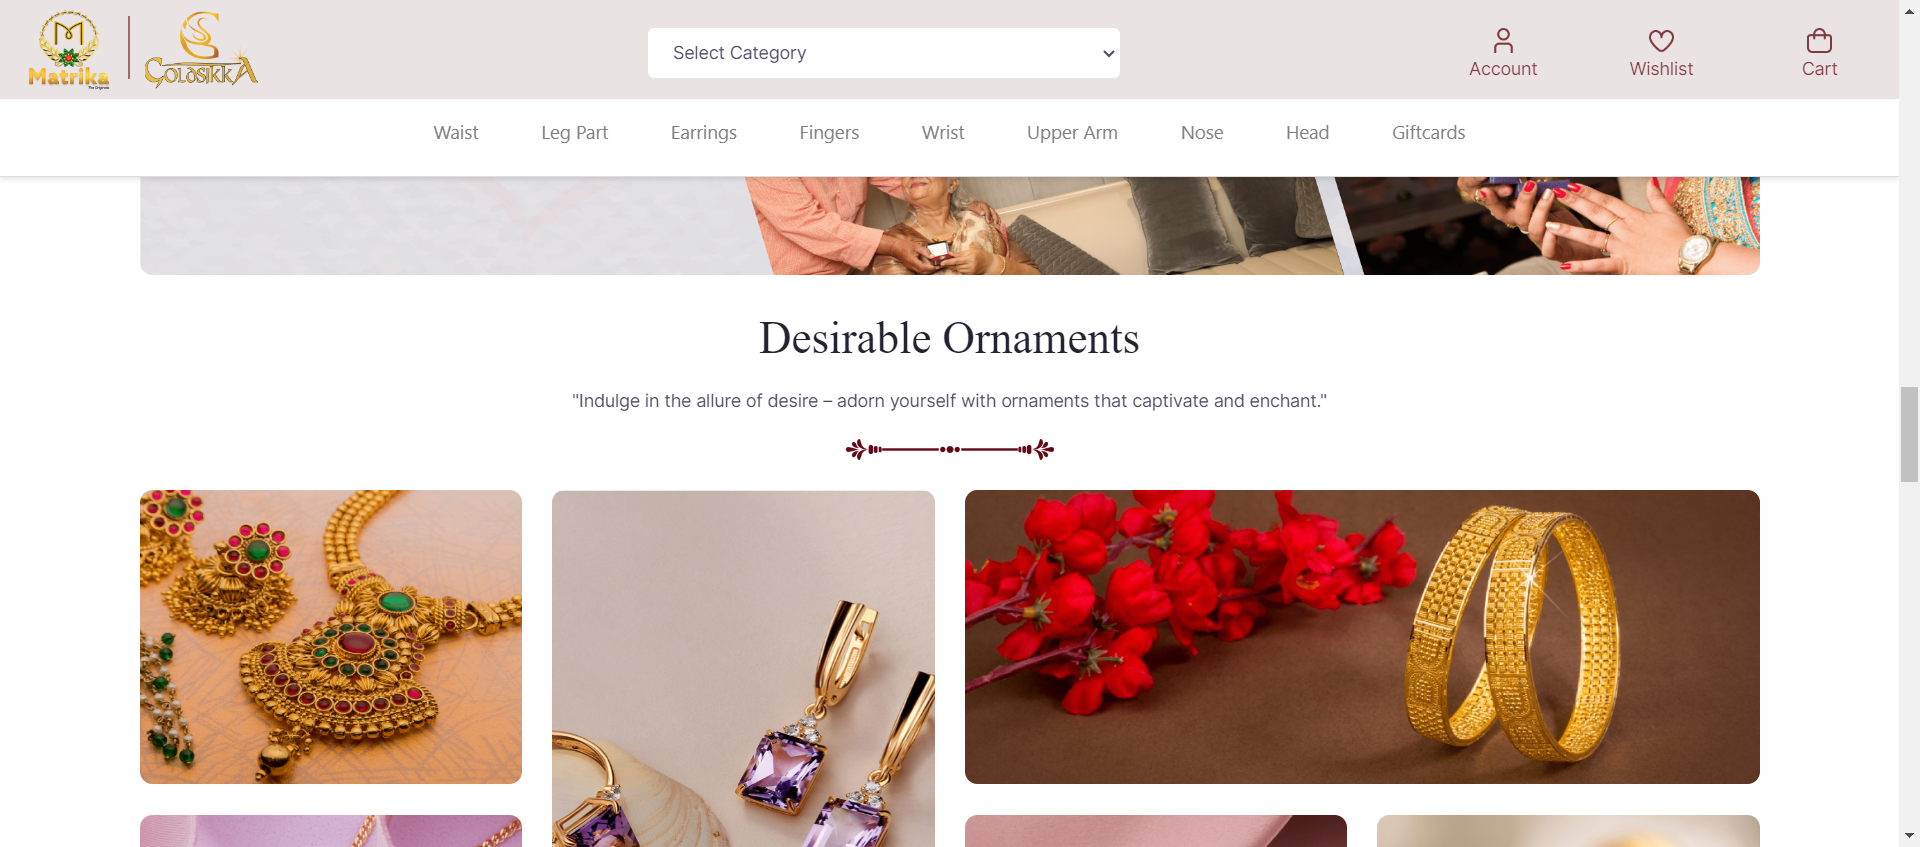 Matrika
GOLDSIKKA
Select Category
Account
Wishlist
Cart
Waist
Leg Part
Earrings
Fingers
Wrist
Upper Arm
Nose
Head
Giftcards
Desirable Ornaments
"Indulge in the allure of desire – adorn yourself with ornaments that captivate and enchant."